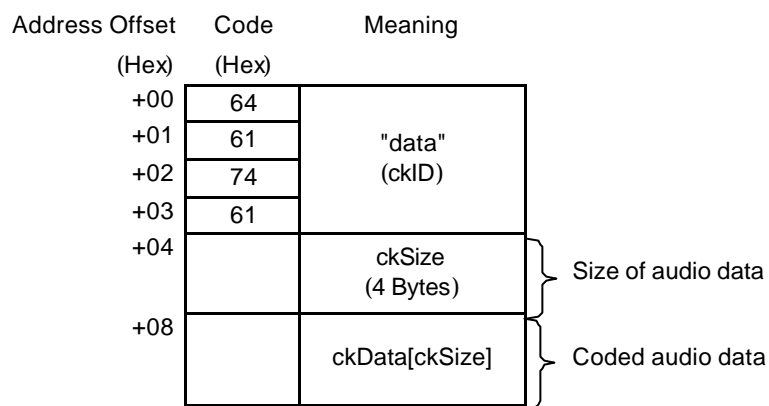 Address Offset Code Meaning
(Hex) (Hex)
+00 64
+01 61 "data"
+02 74 (ckID)
+03 61
+04 ckSize Size of audio data
(4 Bytes)
+08 ckData[ckSize] Coded audio data